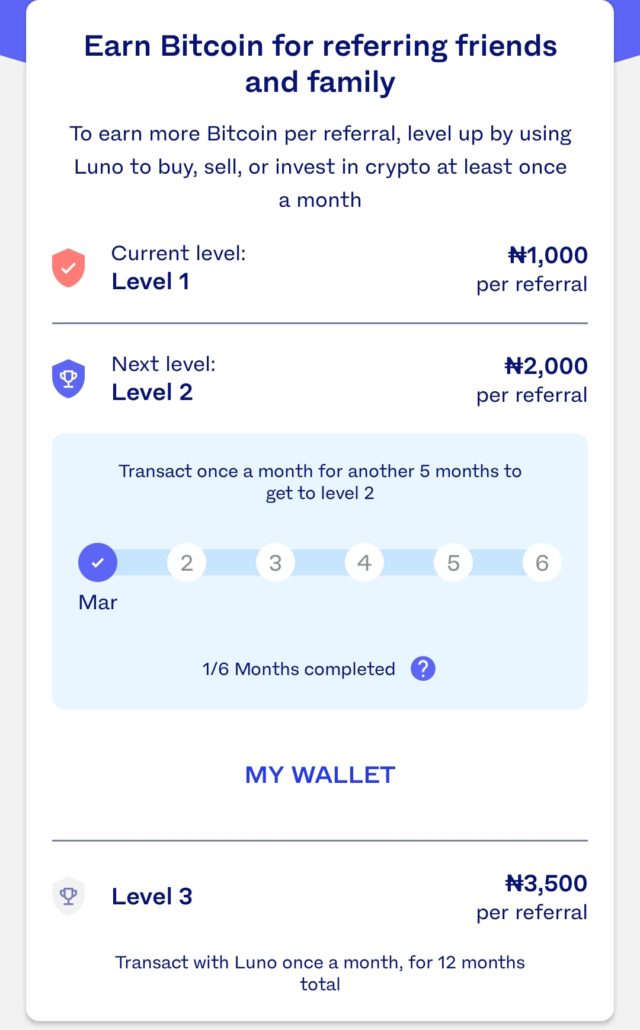 Earn Bitcoin for referring friends
and family
To earn more Bitcoin per referral, level up by using
Luno to buy, sell, or invest in crypto at least once
a month
Current level:
Level 1
₦1,000
per referral
Next level:
Level 2
₦2,000
per referral
Transact once a month for another 5 months to
get to level 2
2 3 4 5 6
Mar
1/6 Months completed ?
MY WALLET
Level 3
₦3,500
per referral
Transact with Luno once a month, for 12 months
total